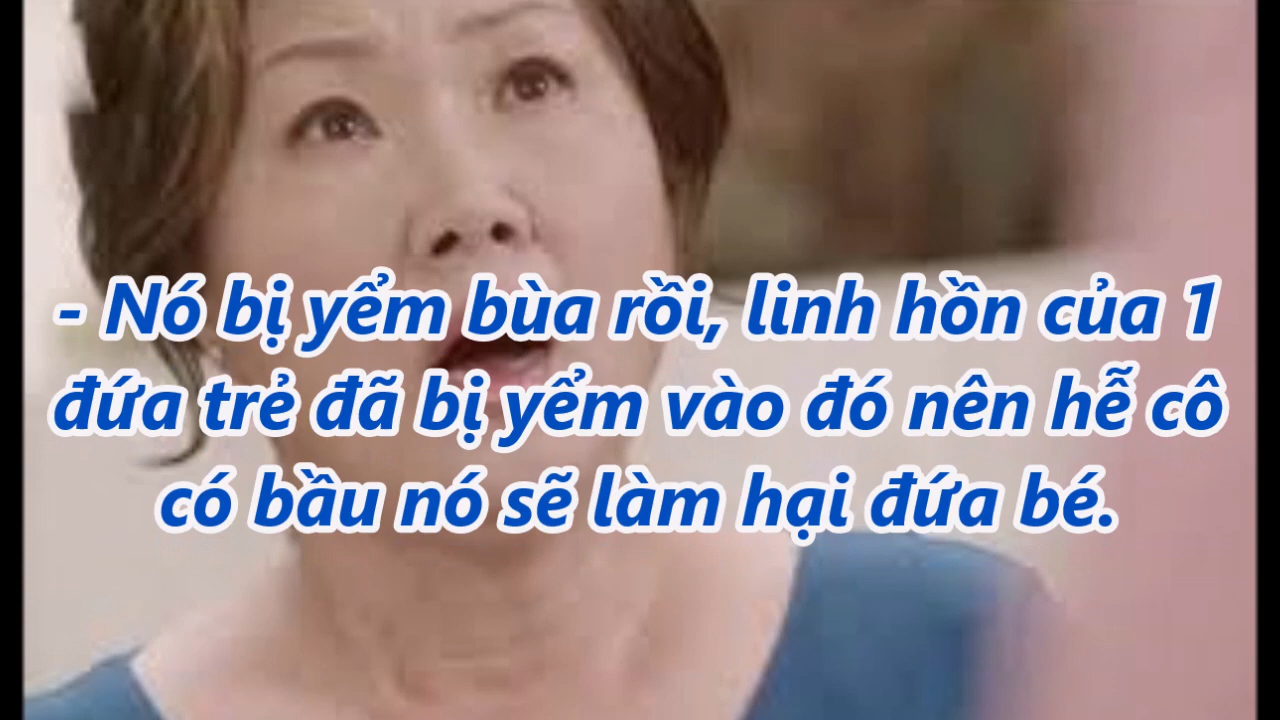 - Nó bị yểm bùa rồi, linh hồn của 1
đứa trẻ đã bị yểm vào đó nên hễ cô
có bầu nó sẽ làm hại đứa bé.